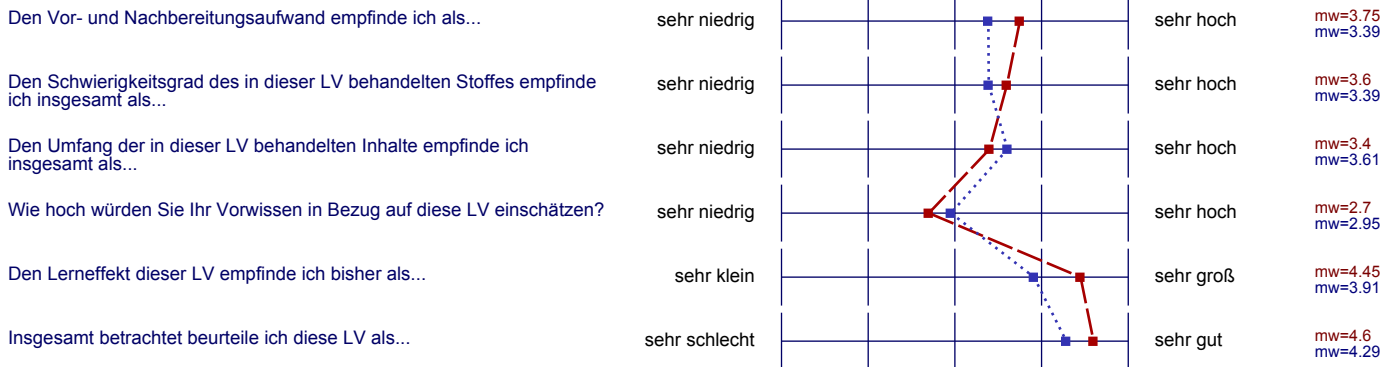 Den Vor- und Nachbereitungsaufwand empfinde ich als...
sehr niedrig
sehr hoch
mw=3.75
mw=3.39
Den Schwierigkeitsgrad des in dieser LV behandelten Stoffes empfinde
ich insgesamt als...
sehr niedrig
sehr hoch
mw=3.6
mw=3.39
Den Umfang der in dieser LV behandelten Inhalte empfinde ich
insgesamt als...
sehr niedrig
sehr hoch
mw=3.4
mw=3.61
Wie hoch würden Sie Ihr Vorwissen in Bezug auf diese LV einschätzen?
sehr niedrig
sehr hoch
mw=2.7
mw=2.95
Den Lerneffekt dieser LV empfinde ich bisher als...
sehr klein
sehr groß
mw=4.45
mw=3.91
Insgesamt betrachtet beurteile ich diese LV als...
sehr schlecht
sehr gut
mw=4.6
mw=4.29